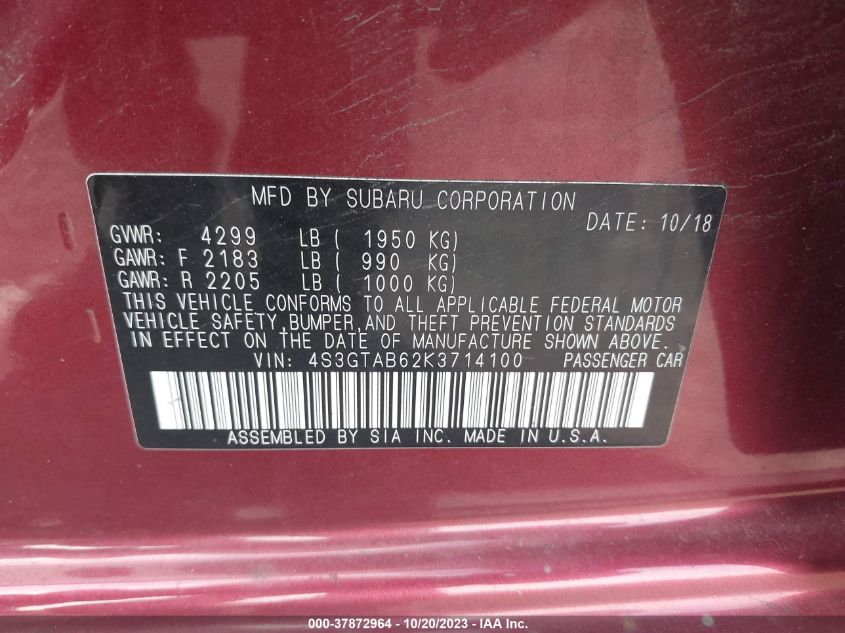 MFD BY SUBARU CORPORATION
DATE: 10/18
GVWR: 4299 LB ( 1950 KG)
GAWR: F 2183 LB ( 990 KG)
GAWR: R 2205 LB ( 1000 KG)
THIS VEHICLE CONFORMS TO ALL APPLICABLE FEDERAL MOTOR
VEHICLE SAFETY,BUMPER,AND THEFT PREVENTION STANDARDS
IN EFFECT ON THE DATE OF MANUFACTURE SHOWN ABOVE.
VIN: 4S3GTAB62K3714100 PASSENGER CAR
ASSEMBLED BY SIA INC. MADE IN U.S.A.
000-37872964 - 10/20/2023 - 1174 - IAA Inc.